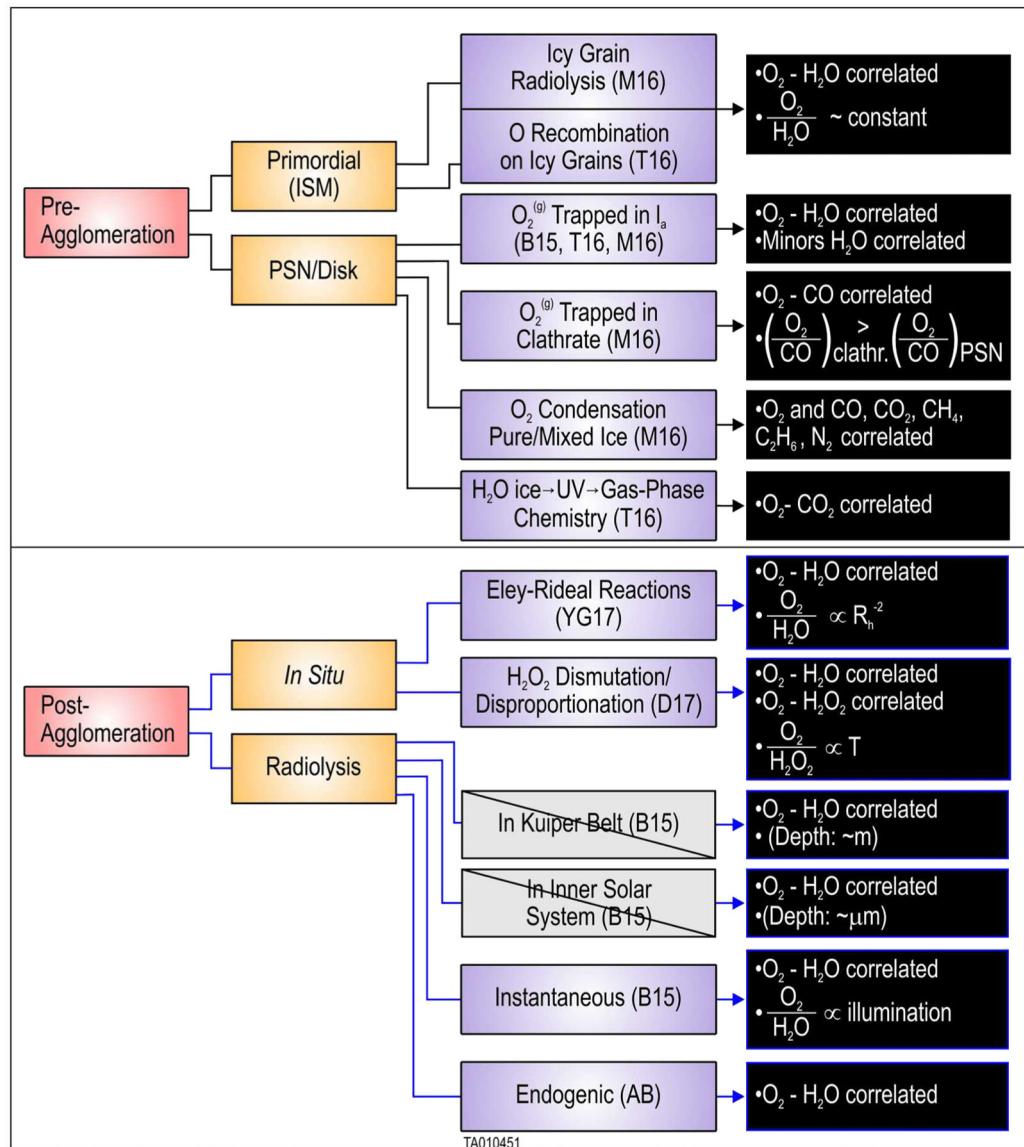 Pre-
Agglomeration
Primordial
(ISM)
PSN/Disk
Icy Grain
Radiolysis (M16)
O Recombination
on Icy Grains (T16)
•O₂ - H₂O correlated
•O₂/H₂O ~ constant
O₂⁽ᵍ⁾ Trapped in Iₐ
(B15, T16, M16)
•O₂ - H₂O correlated
•Minors H₂O correlated
O₂⁽ᵍ⁾ Trapped in
Clathrate (M16)
•O₂ - CO correlated
•(O₂/CO)clathr. > (O₂/CO)PSN
O₂ Condensation
Pure/Mixed Ice (M16)
•O₂ and CO, CO₂, CH₄,
C₂H₆, N₂ correlated
H₂O ice→UV→Gas-Phase
Chemistry (T16)
•O₂- CO₂ correlated
Post-
Agglomeration
In Situ
Radiolysis
Eley-Rideal Reactions
(YG17)
•O₂ - H₂O correlated
•O₂/H₂O ∝ Rₕ⁻²
H₂O₂ Dismutation/
Disproportionation (D17)
•O₂ - H₂O correlated
•O₂ - H₂O₂ correlated
•O₂/H₂O₂ ∝ T
In Kuiper Belt (B15)
•O₂ - H₂O correlated
• (Depth: ~m)
In Inner Solar
System (B15)
•O₂ - H₂O correlated
•(Depth: ~μm)
Instantaneous (B15)
•O₂ - H₂O correlated
•O₂/H₂O ∝ illumination
Endogenic (AB)
•O₂ - H₂O correlated
TA010451